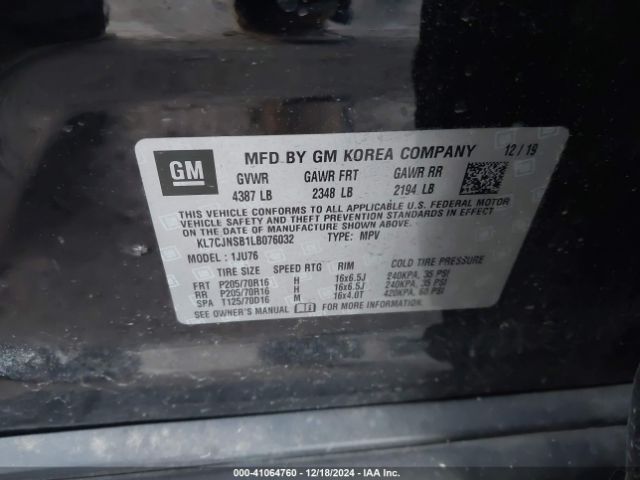 GM
MFD BY GM KOREA COMPANY 12/19
GVWR GAWR FRT GAWR RR
4387 LB 2348 LB 2194 LB
THIS VEHICLE CONFORMS TO ALL APPLICABLE U.S. FEDERAL MOTOR
VEHICLE SAFETY AND THEFT PREVENTION STANDARDS IN EFFECT
ON THE DATE OF MANUFACTURE SHOWN ABOVE.
KL7CJNSB1LB076032 TYPE: MPV
MODEL: 1JU76
TIRE SIZE SPEED RTG RIM COLD TIRE PRESSURE
FRT P205/70R16 H 16x6.5J 240KPA, 35 PSI
RR P205/70R16 H 16x6.5J 240KPA, 35 PSI
SPA T125/70D16 M 16x4.0T 420KPA, 60 PSI
SEE OWNER'S MANUAL FOR MORE INFORMATION
000-41064760 - 12/18/2024 - IAA Inc.